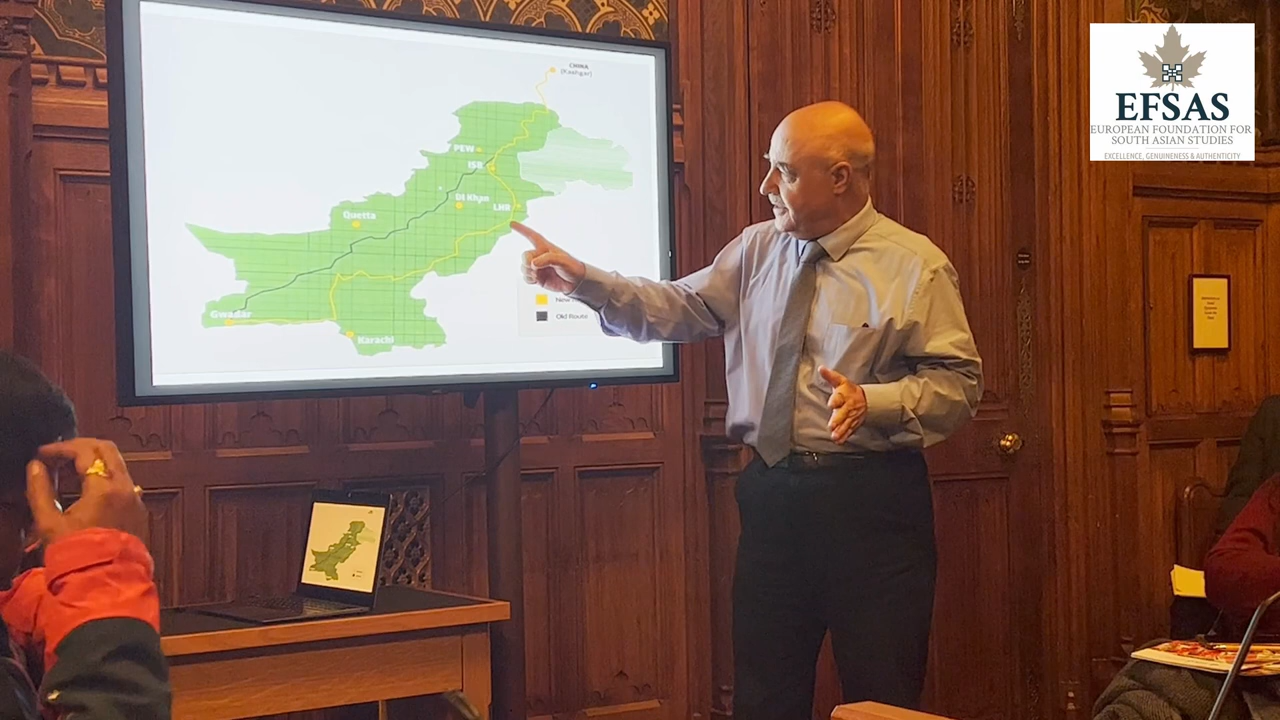 CHINA
(Kashgar)
PEW
ISB
DI Khan
LHR
Quetta
Gwadar
Karachi
New
Old Route
EFSAS
EUROPEAN FOUNDATION FOR
SOUTH ASIAN STUDIES
EXCELLENCE, GENUINENESS & AUTHENTICITY